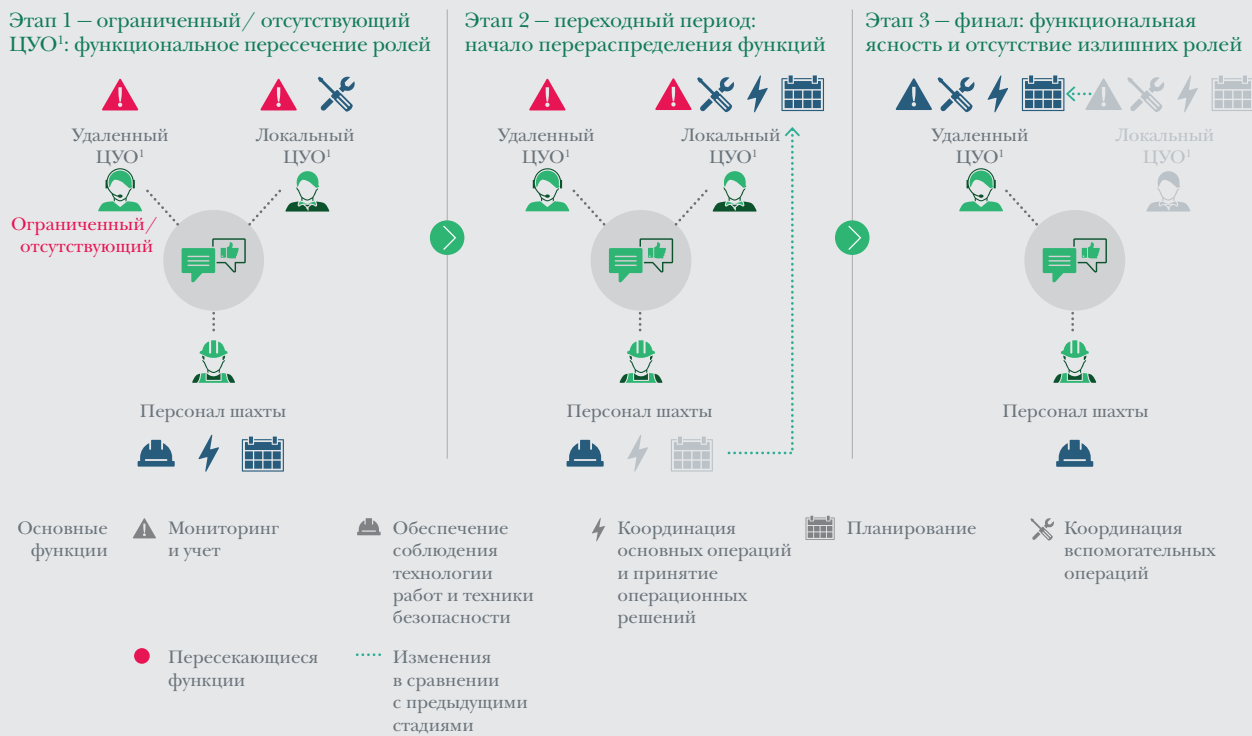 Этап 1 – ограниченный/ отсутствующий
ЦУО¹: функциональное пересечение ролей
Удаленный
ЦУО¹
Локальный
ЦУО¹
Ограниченный/
отсутствующий
Персонал шахты
Этап 2 – переходный период:
начало перераспределения функций
Удаленный
ЦУО¹
Локальный
ЦУО¹
Персонал шахты
Этап 3 – финал: функциональная
ясность и отсутствие излишних ролей
Удаленный
ЦУО¹
Локальный
ЦУО¹
Персонал шахты
Основные
функции
Мониторинг
и учет
Обеспечение
соблюдения
технологии
работ и техники
безопасности
Координация
основных операций
и принятие
операционных
решений
Планирование
Координация
вспомогательных
операций
Пересекающиеся
функции
Изменения
в сравнении
с предыдущими
стадиями